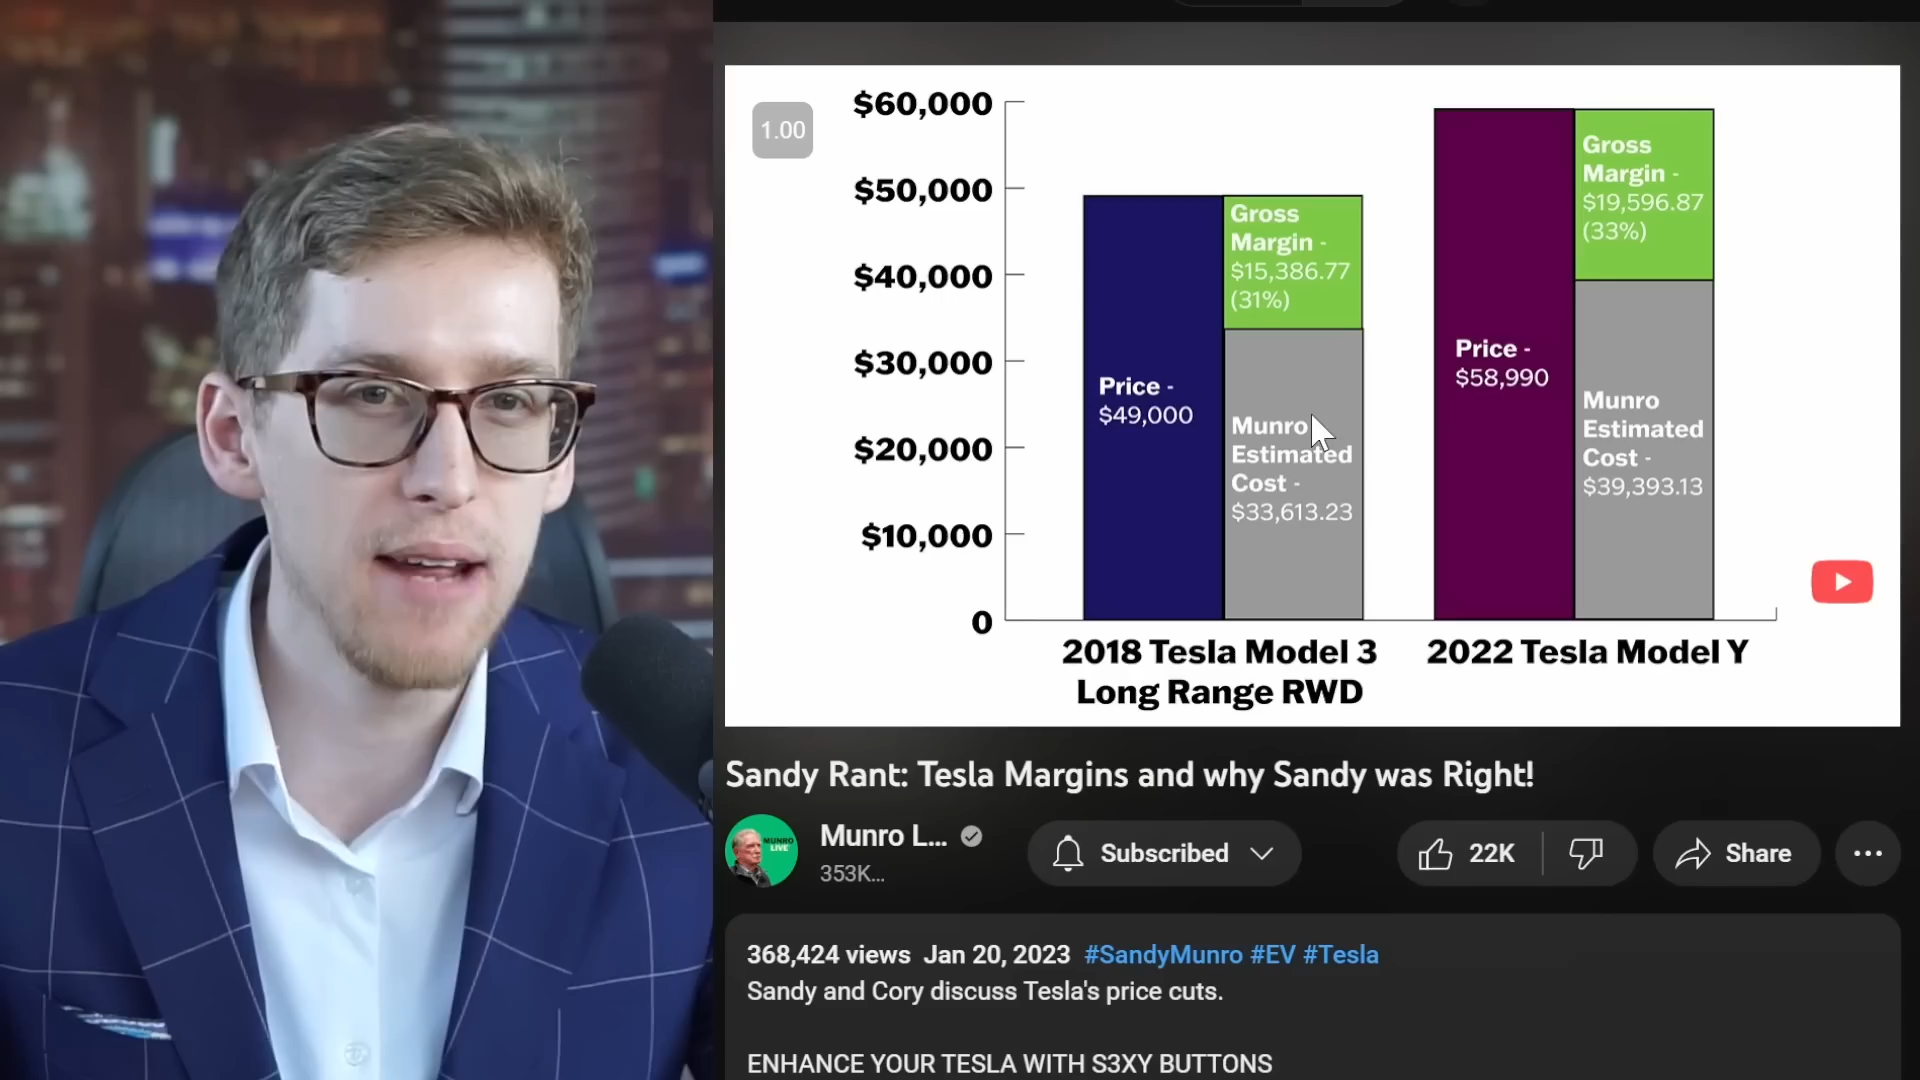 1.00
$60,000
$50,000
$40,000
$30,000
$20,000
$10,000
0
Price -
$49,000
Gross
Margin -
$15,386.77
(31%)
Munro
Estimated
Cost -
$33,613.23
Price -
$58,990
Gross
Margin -
$19,596.87
(33%)
Munro
Estimated
Cost -
$39,393.13
2018 Tesla Model 3
Long Range RWD
2022 Tesla Model Y
Sandy Rant: Tesla Margins and why Sandy was Right!
MUNRO
LIVE
Munro L...
353K...
Subscribed
22K
Share
368,424 views Jan 20, 2023 #SandyMunro #EV #Tesla
Sandy and Cory discuss Tesla's price cuts.
ENHANCE YOUR TESLA WITH S3XY BUTTONS